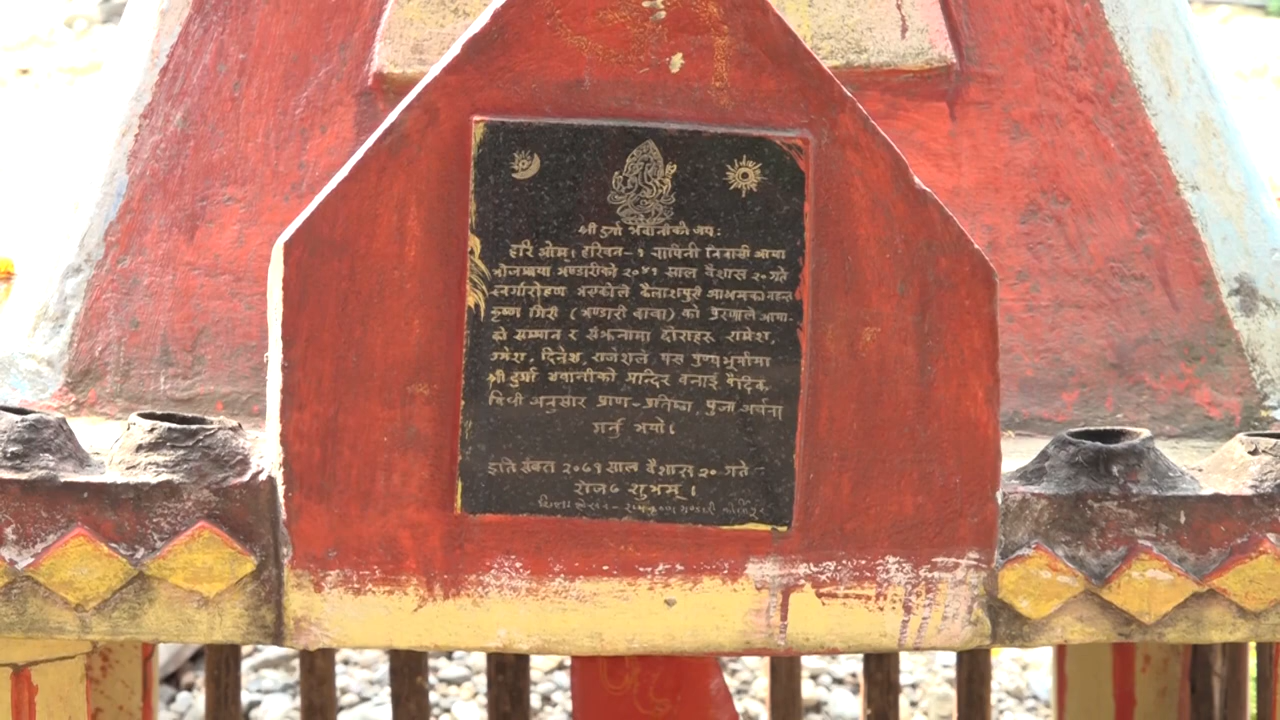 श्री दुर्गा भवानीकी जय:
हरि ओम। हरिवन-१ चापिनी निवासी आमा
भोजमाया भण्डारीको २०४१ साल वैशाख २० गते
स्वर्गारोहण भएकोले कैलाशपुरी आश्रमका महन्त
कृष्ण गिरी (भण्डारी बाबा) को प्रेरणाले आमा-
को सम्मान र सँझनामा छोराहरू रामेश,
उमेश, दिनेश, राजेशले यस पुण्यभूमीमा
श्री दुर्गा भवानीको मन्दिर बनाई वैदिक,
बिधी अनुसार प्राण-प्रतिष्ठा, पुजा अर्चना
गर्नु भयो।
इति संवत २०७१ साल वैशाख २० गते
रोज ७ शुभम्।